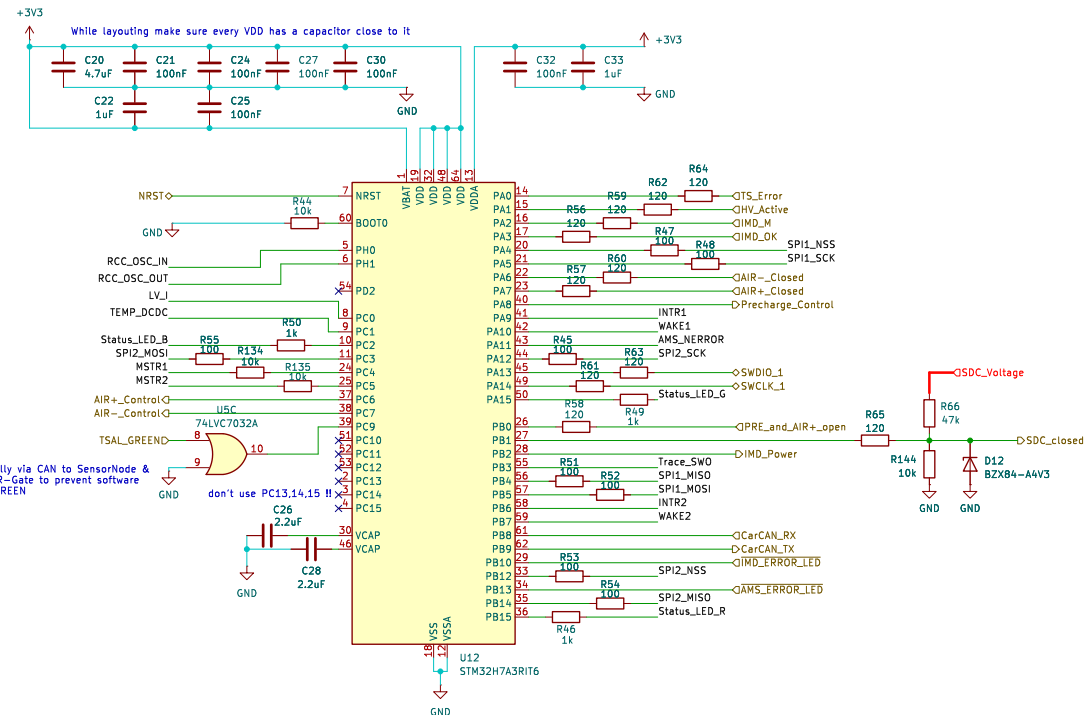 +3V3
While layouting make sure every VDD has a capacitor close to it
+3V3
C20
4.7uF
C21
100nF
C24
100nF
C27
100nF
C30
100nF
C32
100nF
C33
1uF
C22
1uF
C25
100nF
GND
GND
1
19
32
48
64
13
VBAT
VDD
VDD
VDD
VDD
VDDA
NRST
7
NRST
R44
10k
GND
60
BOOT0
RCC_OSC_IN
5
PH0
RCC_OSC_OUT
6
PH1
54
PD2
LV_I
8
PC0
TEMP_DCDC
9
PC1
Status_LED_B
R50
1k
10
PC2
SPI2_MOSI
R55
100
11
PC3
MSTR1
R134
10k
24
PC4
MSTR2
R135
10k
25
PC5
AIR+_Control
37
PC6
AIR-_Control
38
PC7
U5C
74LVC7032A
39
PC9
TSAL_GREEN
8
10
9
GND
51
PC10
52
PC11
53
PC12
2
PC13
3
PC14
4
PC15
lly via CAN to SensorNode &
R-Gate to prevent software
REEN
don't use PC13,14,15 !!
C26
2.2uF
30
VCAP
46
VCAP
C28
2.2uF
GND
PA0
14
R64
120
TS_Error
PA1
15
R62
120
HV_Active
PA2
16
R59
120
IMD_M
PA3
17
R56
120
IMD_OK
PA4
20
R47
100
SPI1_NSS
PA5
21
R48
100
SPI1_SCK
PA6
22
R60
120
AIR-_Closed
PA7
23
R57
120
AIR+_Closed
PA8
40
Precharge_Control
PA9
41
INTR1
PA10
42
WAKE1
PA11
43
AMS_NERROR
PA12
44
R45
100
SPI2_SCK
PA13
45
R63
120
SWDIO_1
PA14
49
R61
120
SWCLK_1
PA15
50
R49
1k
Status_LED_G
PB0
26
R58
120
PRE_and_AIR+_open
PB1
27
R65
120
SDC_Voltage
R66
47k
R144
10k
GND
D12
BZX84-A4V3
GND
SDC_closed
PB2
28
IMD_Power
PB3
55
Trace_SWO
PB4
56
R51
100
SPI1_MISO
PB5
57
R52
100
SPI1_MOSI
PB6
58
INTR2
PB7
59
WAKE2
PB8
61
CarCAN_RX
PB9
62
CarCAN_TX
PB10
29
IMD_ERROR_LED
PB12
33
R53
100
SPI2_NSS
PB13
34
AMS_ERROR_LED
PB14
35
R54
100
SPI2_MISO
PB15
36
R46
1k
Status_LED_R
VSS
VSSA
18
12
U12
STM32H7A3RIT6
GND